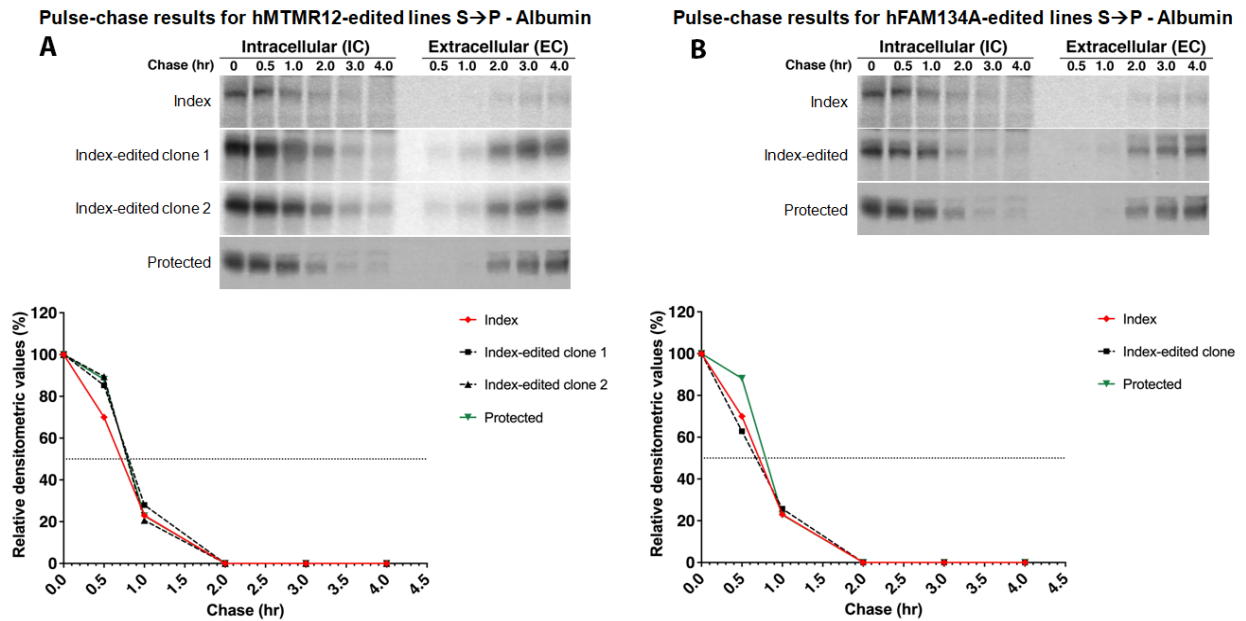 Pulse-chase results for hMTMR12-edited lines S→P - Albumin
A
Intracellular (IC) Extracellular (EC)
Chase (hr) 0 0.5 1.0 2.0 3.0 4.0 0.5 1.0 2.0 3.0 4.0
Index
Index-edited clone 1
Index-edited clone 2
Protected
Relative densitometric values (%)
120
100
80
60
40
20
0
0.0 0.5 1.0 1.5 2.0 2.5 3.0 3.5 4.0 4.5
Chase (hr)
Index
Index-edited clone 1
Index-edited clone 2
Protected
Pulse-chase results for hFAM134A-edited lines S→P - Albumin
B
Intracellular (IC) Extracellular (EC)
Chase (hr) 0 0.5 1.0 2.0 3.0 4.0 0.5 1.0 2.0 3.0 4.0
Index
Index-edited
Protected
Relative densitometric values (%)
120
100
80
60
40
20
0
0.0 0.5 1.0 1.5 2.0 2.5 3.0 3.5 4.0 4.5
Chase (hr)
Index
Index-edited clone
Protected